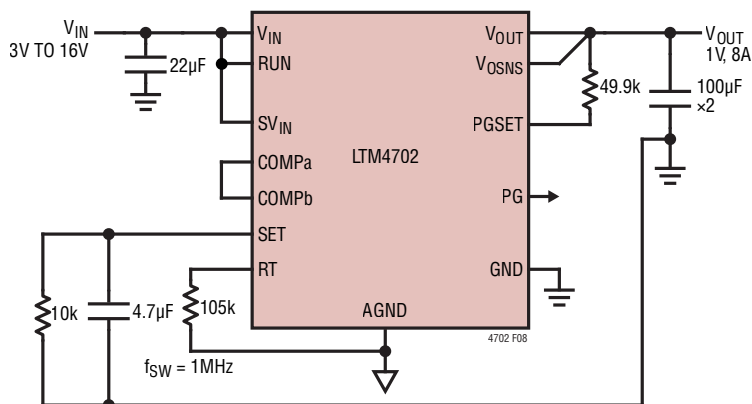 VIN
3V TO 16V
22µF
VIN
RUN
SVIN
COMPa
COMPb
SET
RT
LTM4702
AGND
VOUT
VOSNS
PGSET
PG
GND
49.9k
VOUT
1V, 8A
100µF
×2
10k
4.7µF
105k
fSW = 1MHz
4702 F08